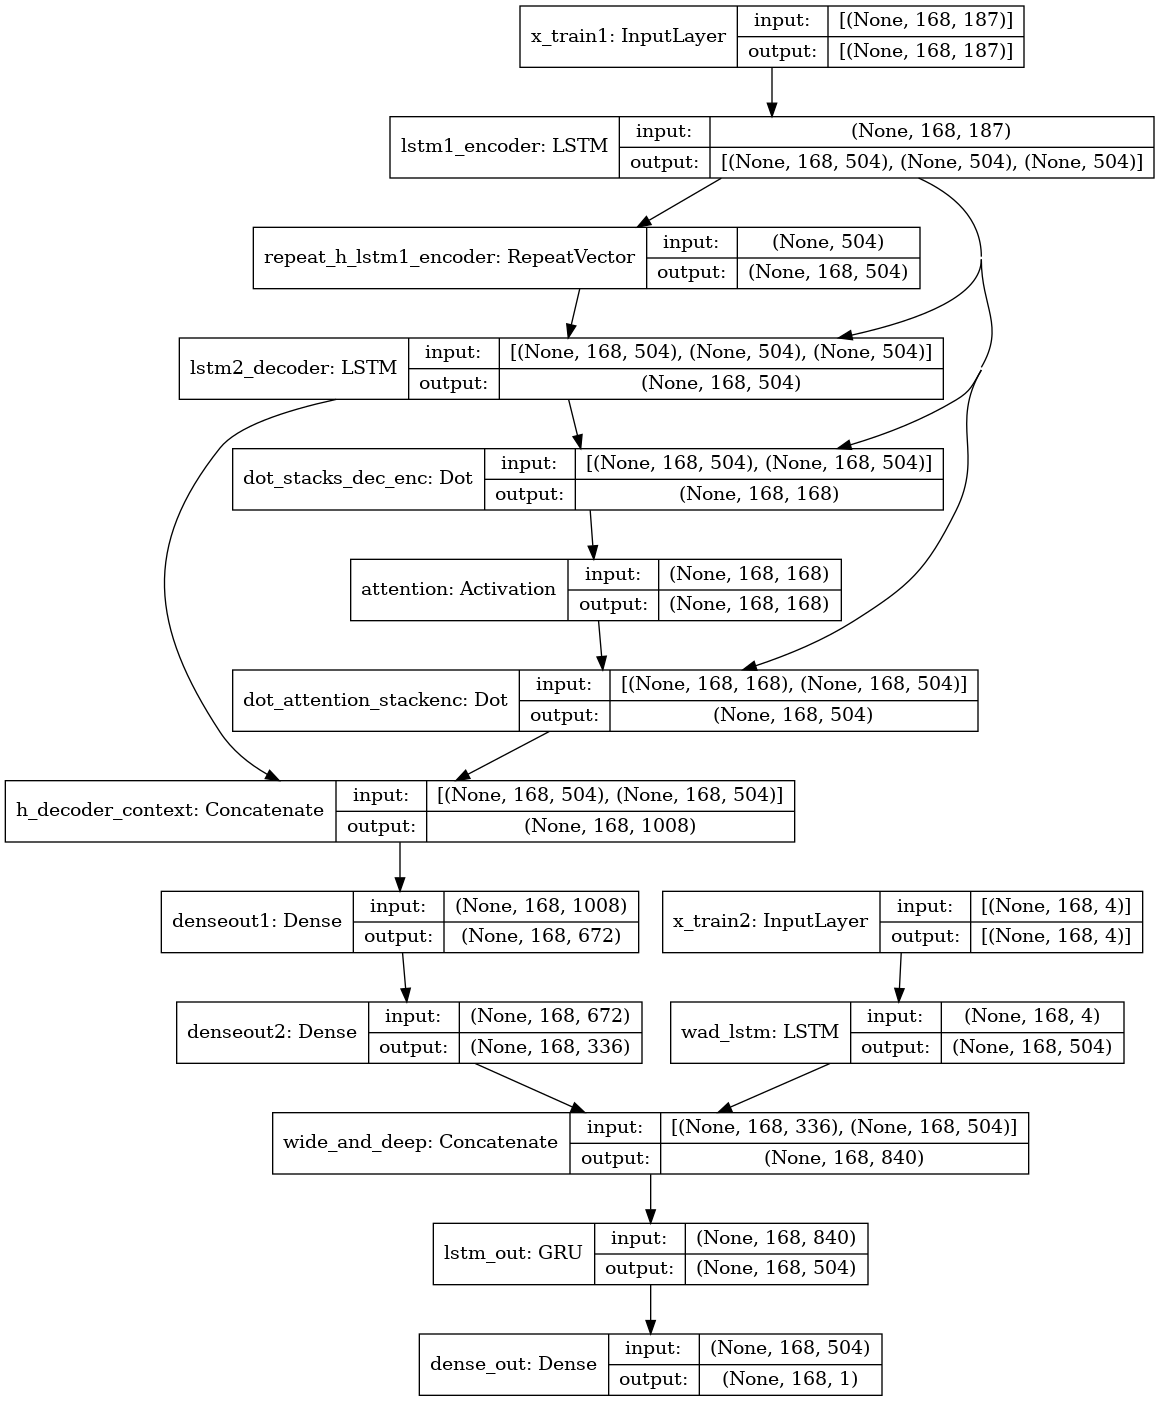 x_train1: InputLayer
input:
[(None, 168, 187)]
output:
[(None, 168, 187)]
lstm1_encoder: LSTM
input:
(None, 168, 187)
output:
[(None, 168, 504), (None, 504), (None, 504)]
repeat_h_lstm1_encoder: RepeatVector
input:
(None, 504)
output:
(None, 168, 504)
lstm2_decoder: LSTM
input:
[(None, 168, 504), (None, 504), (None, 504)]
output:
(None, 168, 504)
dot_stacks_dec_enc: Dot
input:
[(None, 168, 504), (None, 168, 504)]
output:
(None, 168, 168)
attention: Activation
input:
(None, 168, 168)
output:
(None, 168, 168)
dot_attention_stackenc: Dot
input:
[(None, 168, 168), (None, 168, 504)]
output:
(None, 168, 504)
h_decoder_context: Concatenate
input:
[(None, 168, 504), (None, 168, 504)]
output:
(None, 168, 1008)
denseout1: Dense
input:
(None, 168, 1008)
output:
(None, 168, 672)
x_train2: InputLayer
input:
[(None, 168, 4)]
output:
[(None, 168, 4)]
denseout2: Dense
input:
(None, 168, 672)
output:
(None, 168, 336)
wad_lstm: LSTM
input:
(None, 168, 4)
output:
(None, 168, 504)
wide_and_deep: Concatenate
input:
[(None, 168, 336), (None, 168, 504)]
output:
(None, 168, 840)
lstm_out: GRU
input:
(None, 168, 840)
output:
(None, 168, 504)
dense_out: Dense
input:
(None, 168, 504)
output:
(None, 168, 1)